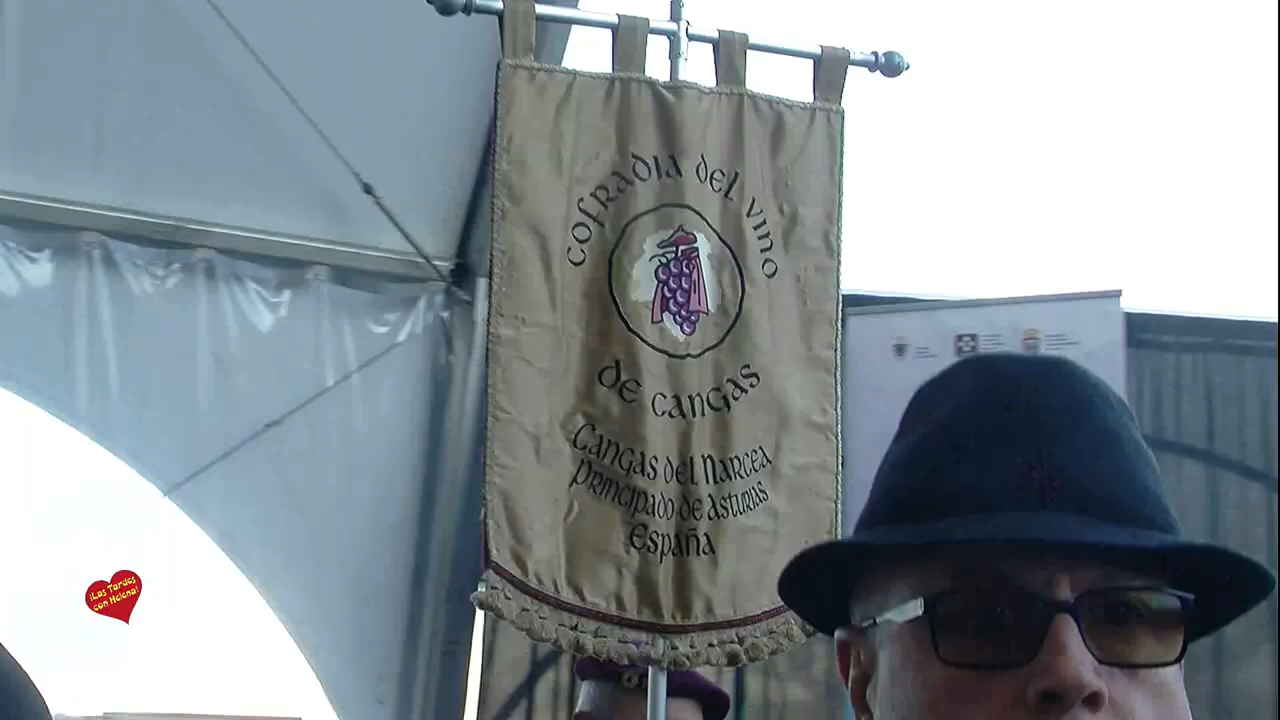 Cofradia del vino
de Cangas
Cangas del Narcea
Principado de Asturias
España
¡Las Tardes
con Helena!